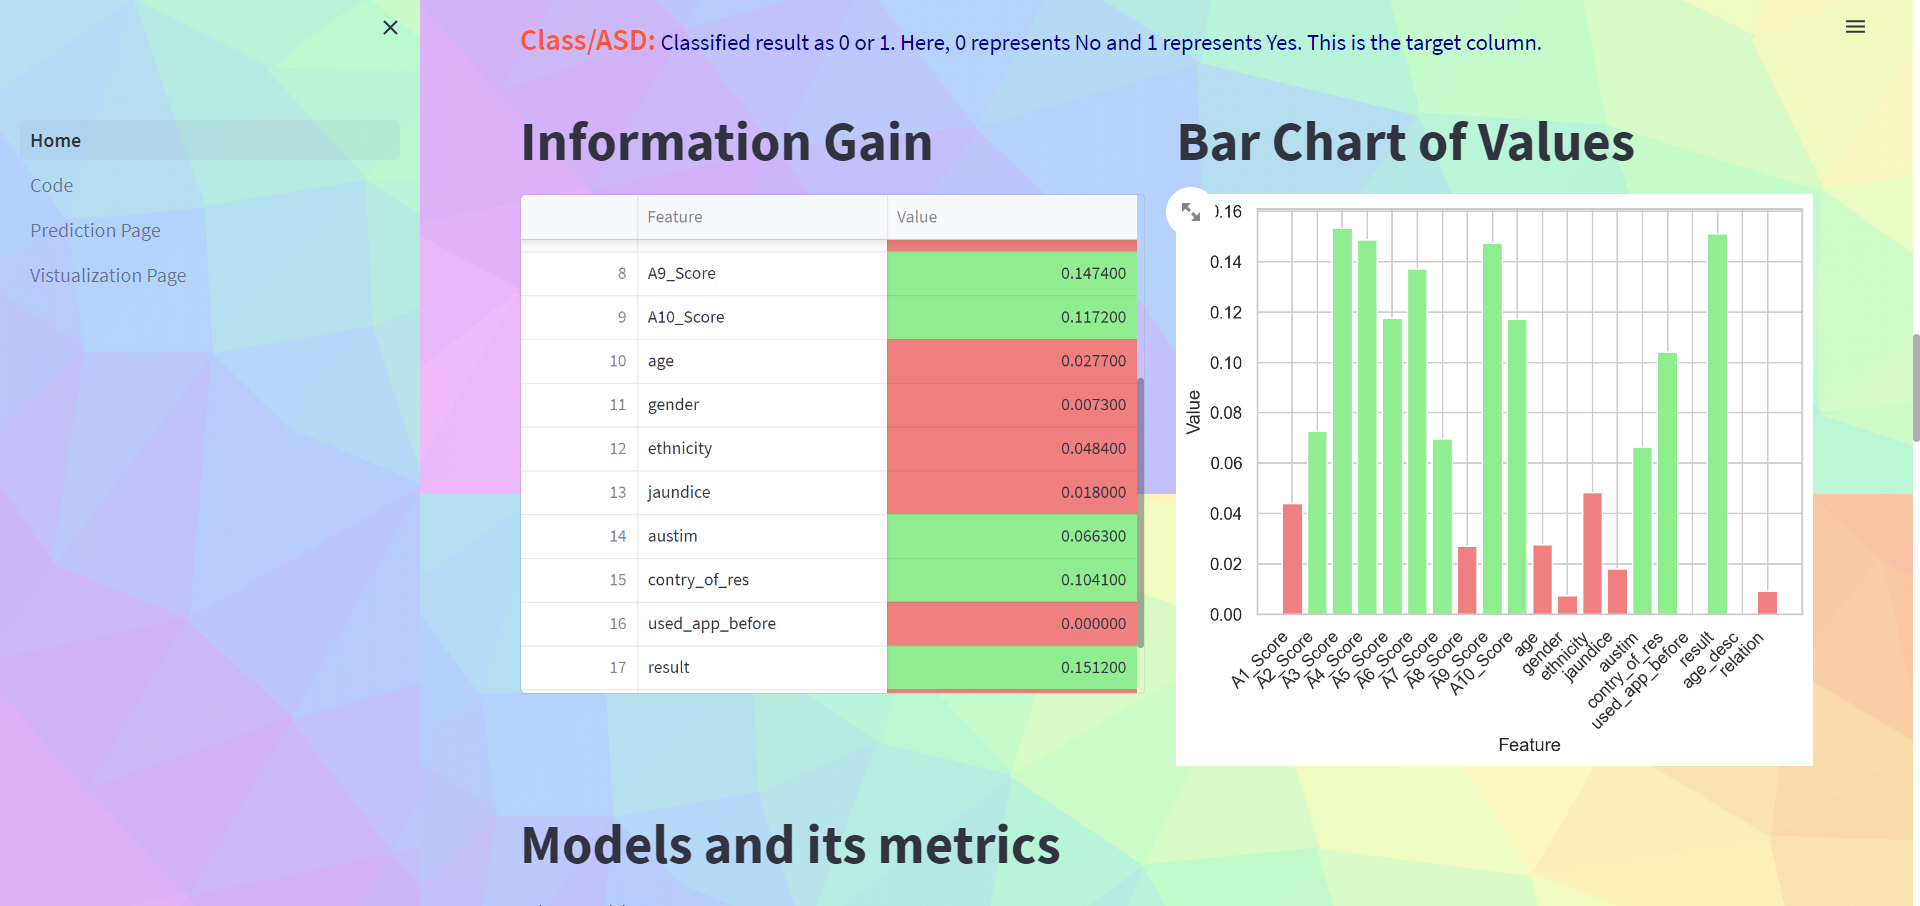 Class/ASD: Classified result as 0 or 1. Here, 0 represents No and 1 represents Yes. This is the target column.
Home
Code
Prediction Page
Vistualization Page
Information Gain
Feature Value
8 A9_Score 0.147400
9 A10_Score 0.117200
10 age 0.027700
11 gender 0.007300
12 ethnicity 0.048400
13 jaundice 0.018000
14 austim 0.066300
15 contry_of_res 0.104100
16 used_app_before 0.000000
17 result 0.151200
Bar Chart of Values
Value
0.14
0.12
0.10
0.08
0.06
0.04
0.02
0.00
A1_Score
A2_Score
A3_Score
A4_Score
A5_Score
A6_Score
A7_Score
A8_Score
A9_Score
A10_Score
age
gender
ethnicity
jaundice
austim
contry_of_res
used_app_before
result
age_desc
relation
Feature
Models and its metrics